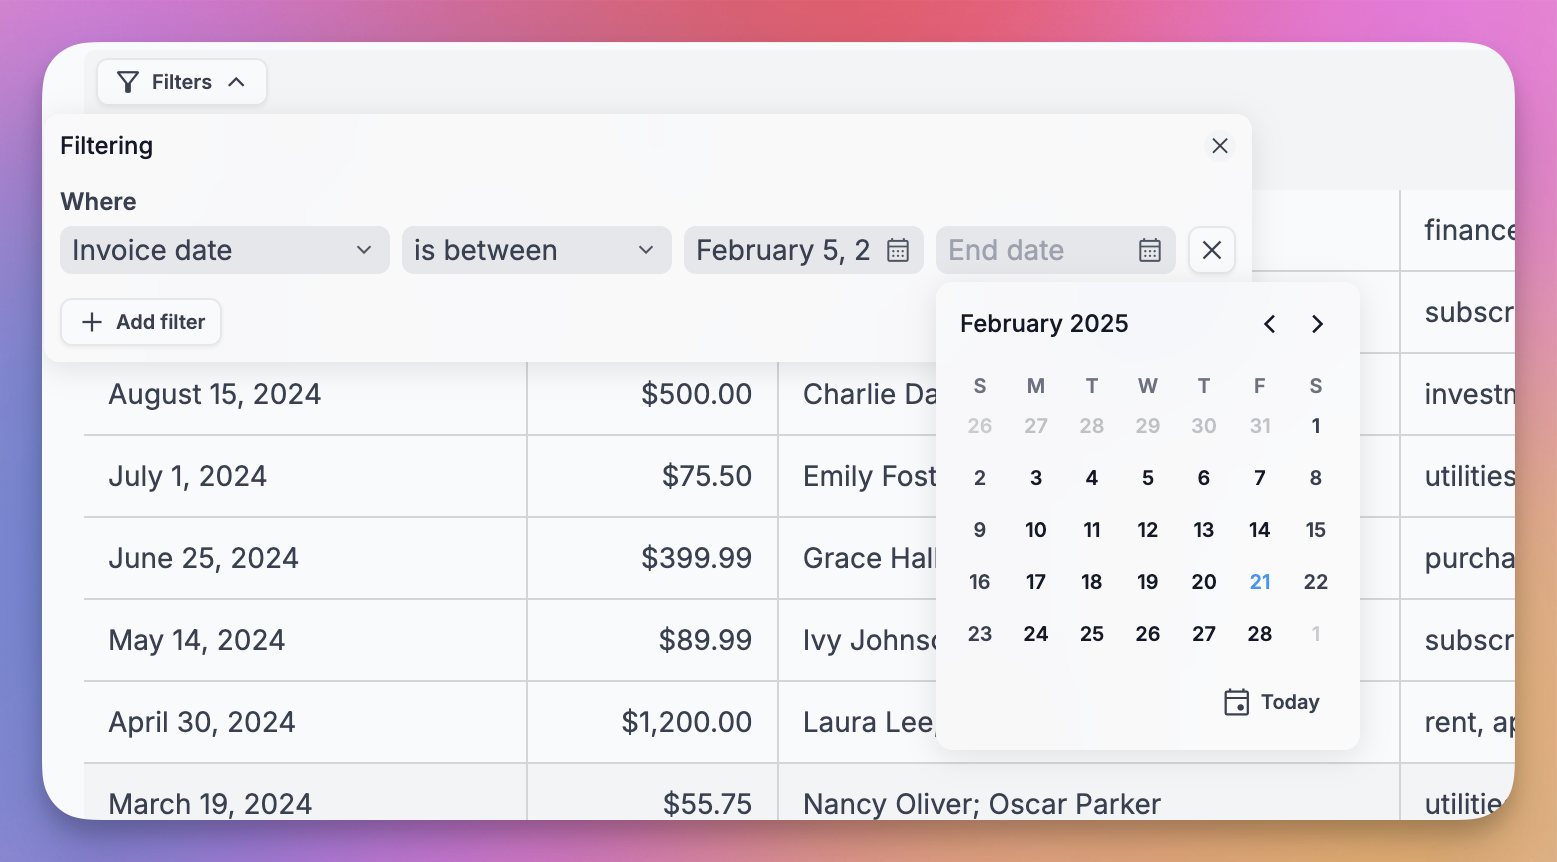 Filters
Filtering
Where
Invoice date is between February 5, 2 End date
Add filter
finance
subscr
February 2025
S M T W T F S
26 27 28 29 30 31 1
2 3 4 5 6 7 8
9 10 11 12 13 14 15
16 17 18 19 20 21 22
23 24 25 26 27 28 1
Today
August 15, 2024 $500.00 Charlie Da investm
July 1, 2024 $75.50 Emily Fost utilities
June 25, 2024 $399.99 Grace Hall purcha
May 14, 2024 $89.99 Ivy Johnso subscr
April 30, 2024 $1,200.00 Laura Lee; rent, ap
March 19, 2024 $55.75 Nancy Oliver; Oscar Parker utilities